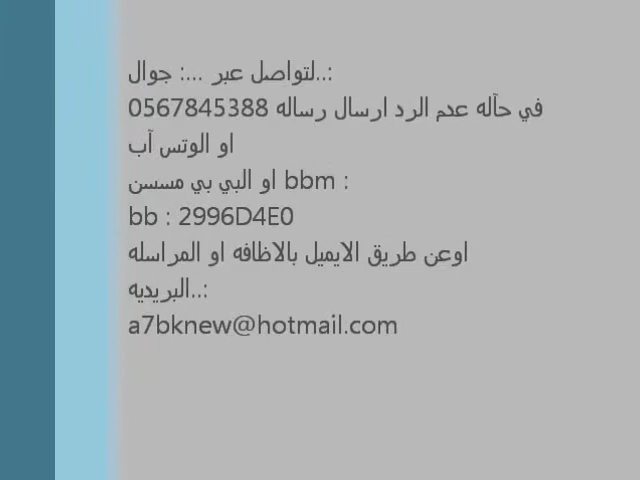 ..لتواصل عبر ...: جوال:
0567845388 في حآله عدم الرد ارسال رساله
او الوتس آب
او البي بي مسسن bbm :
bb : 2996D4E0
اوعن طريق الايميل بالاظافه او المراسله
البريديه..:
a7bknew@hotmail.com